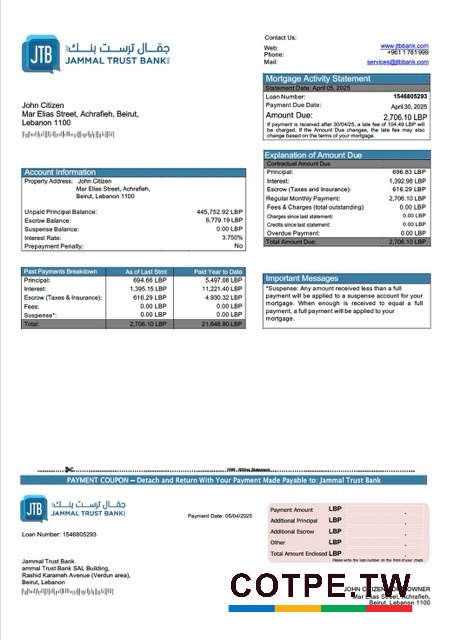 JTB
جمّال ترست بنك
JAMMAL TRUST BANK
Contact Us:
Web: www.jtbbank.com
Phone: +961 1 781 999
Mail: services@jtbbank.com
Mortgage Activity Statement
Statement Date: April 05, 2025
Loan Number: 1546805293
Payment Due Date: April 30, 2025
Amount Due: 2,706.10 LBP
If payment is received after 30/04/25, a late fee of 104.49 LBP will
be charged. If the Amount Due changes, the late fee may also
change based on the terms of your mortgage.
John Citizen
Mar Elias Street, Achrafieh, Beirut,
Lebanon 1100
Explanation of Amount Due
Contractual Amount Due
Principal: 696.83 LBP
Interest: 1,392.98 LBP
Escrow (Taxes and Insurance): 616.29 LBP
Regular Monthly Payment: 2,706.10 LBP
Fees & Charges (total outstanding) 0.00 LBP
Charges since last statement: 0.00 LBP
Credits since last statement: 0.00 LBP
Overdue Payment: 0.00 LBP
Total Amount Due: 2,706.10 LBP
Account Information
Property Address: John Citizen
Mar Elias Street, Achrafieh,
Beirut, Lebanon 1100
Unpaid Principal Balance: 445,752.92 LBP
Escrow Balance: 6,779.19 LBP
Suspense Balance: 0.00 LBP
Interest Rate: 3.750%
Prepayment Penalty: No
Past Payments Breakdown As of Last Stmt Paid Year to Date
Principal: 694.66 LBP 5,497.08 LBP
Interest: 1,395.15 LBP 11,221.40 LBP
Escrow (Taxes & Insurance): 616.29 LBP 4,930.32 LBP
Fees: 0.00 LBP 0.00 LBP
Suspense*: 0.00 LBP 0.00 LBP
Total: 2,706.10 LBP 21,648.80 LBP
Important Messages
*Suspense: Any amount received less than a full
payment will be applied to a suspense account for your
mortgage. When enough is received to equal a full
payment, a full payment will be applied to your
mortgage.
PAYMENT COUPON – Detach and Return With Your Payment Made Payable to: Jammal Trust Bank
JTB
جمّال ترست بنك
JAMMAL TRUST BANK
Payment Date: 05/04/2025
Loan Number: 1546805293
Payment Amount LBP
Additional Principal LBP
Additional Escrow LBP
Other LBP
Total Amount Enclosed LBP
Please write the loan number on the front of your check.
Jammal Trust Bank
ammal Trust Bank SAL Building,
Rashid Karameh Avenue (Verdun area),
Beirut, Lebanon
COTPE.TW
Mar Elias Street, Achrafieh,
Beirut, Lebanon 1100